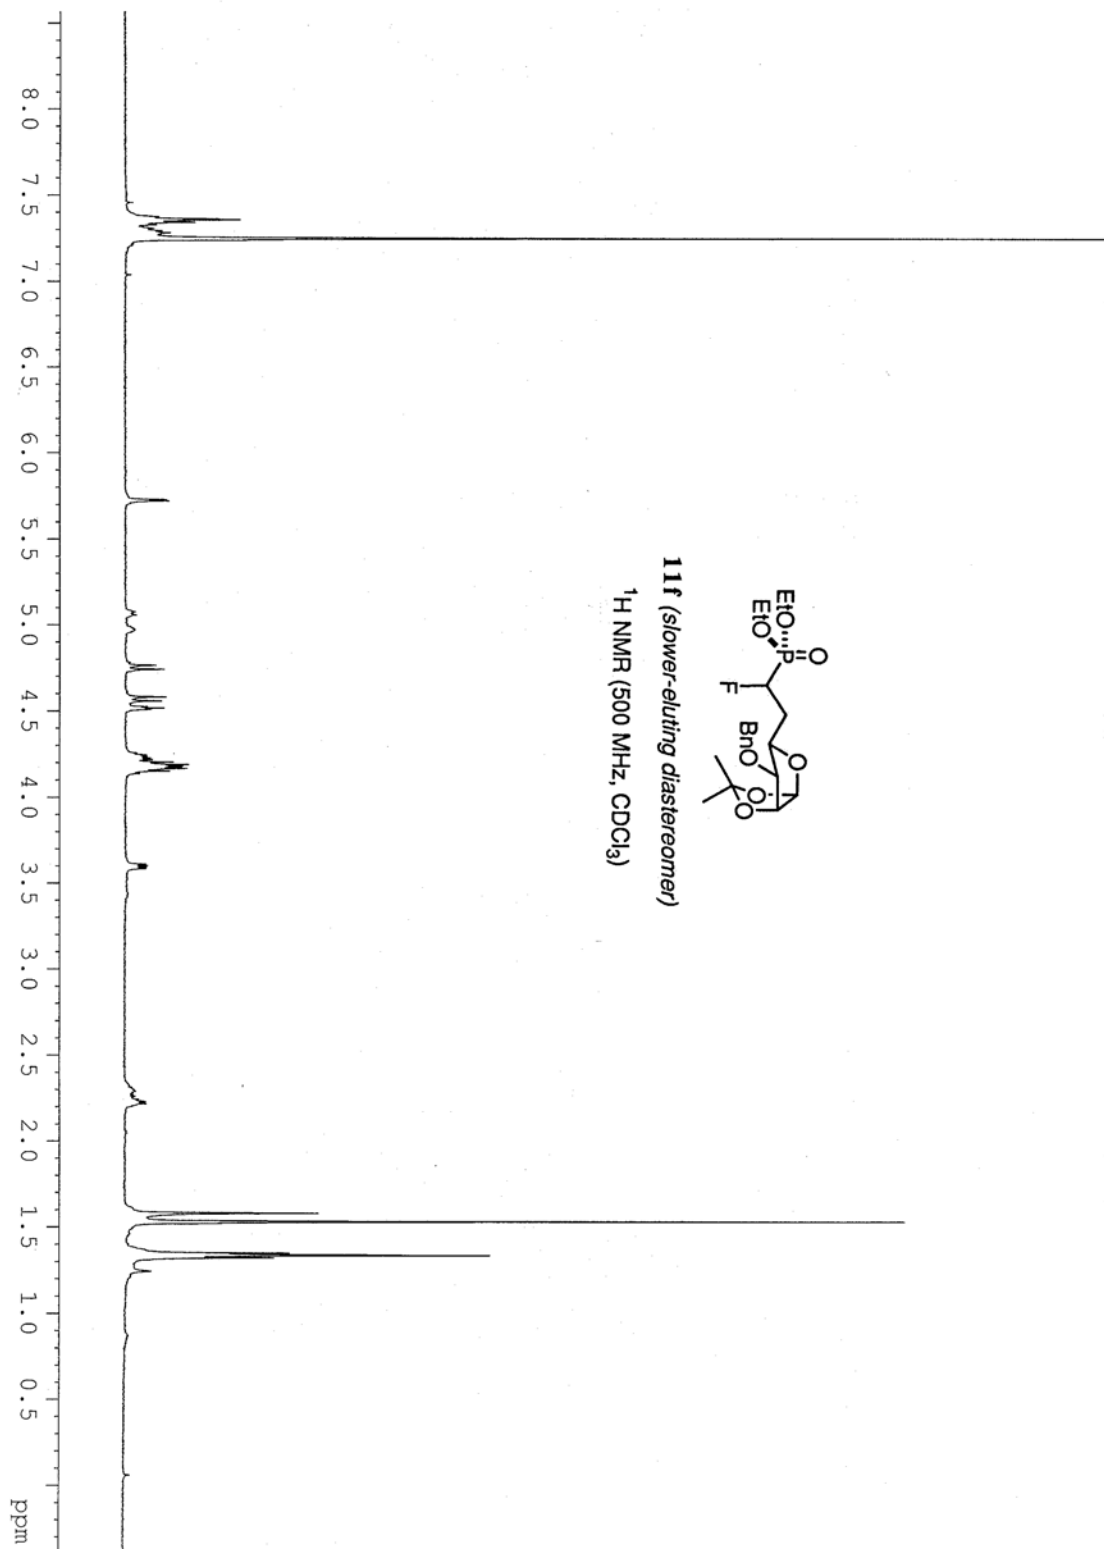 EtO
EtO
P
O
F
BnO
O
O
O
11f (slower-eluting diastereomer)
¹H NMR (500 MHz, CDCl₃)
8.0 7.5 7.0 6.5 6.0 5.5 5.0 4.5 4.0 3.5 3.0 2.5 2.0 1.5 1.0 0.5 ppm